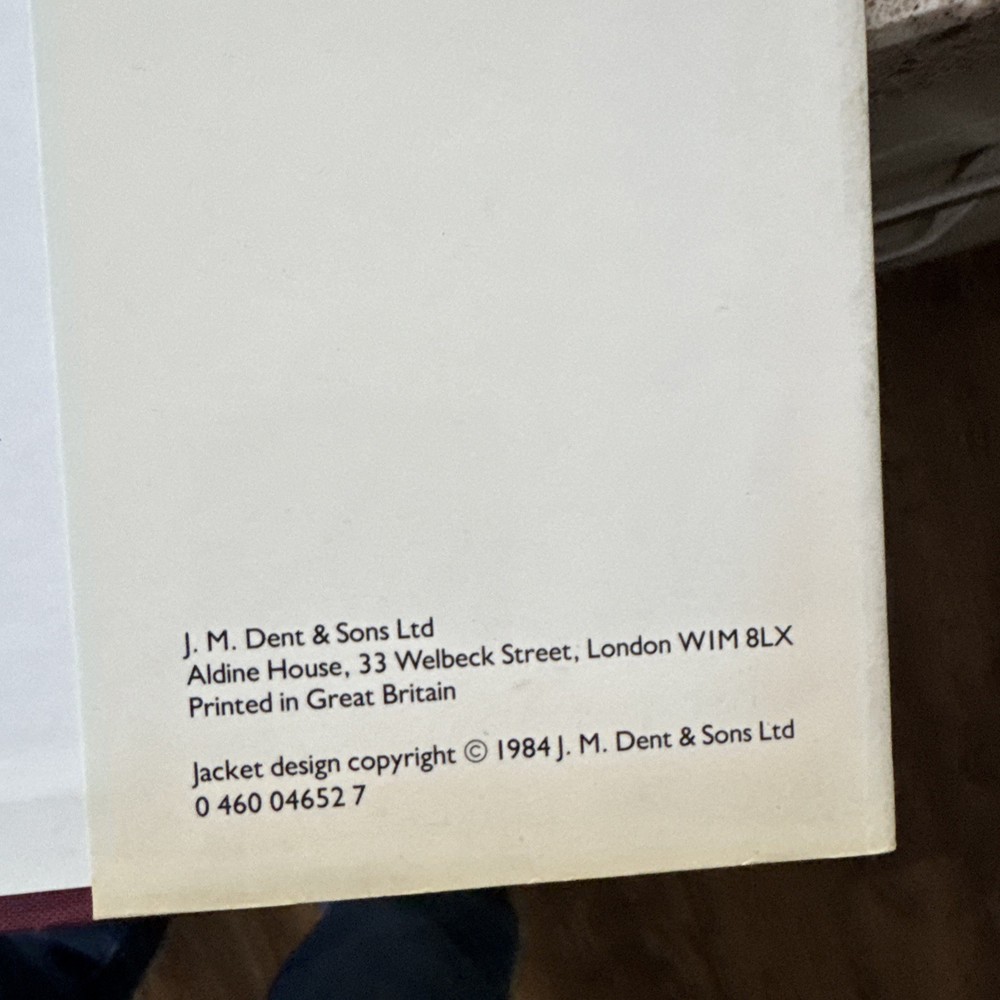 J. M. Dent & Sons Ltd
Aldine House, 33 Welbeck Street, London W1M 8LX
Printed in Great Britain
Jacket design copyright © 1984 J. M. Dent & Sons Ltd
0 460 04652 7